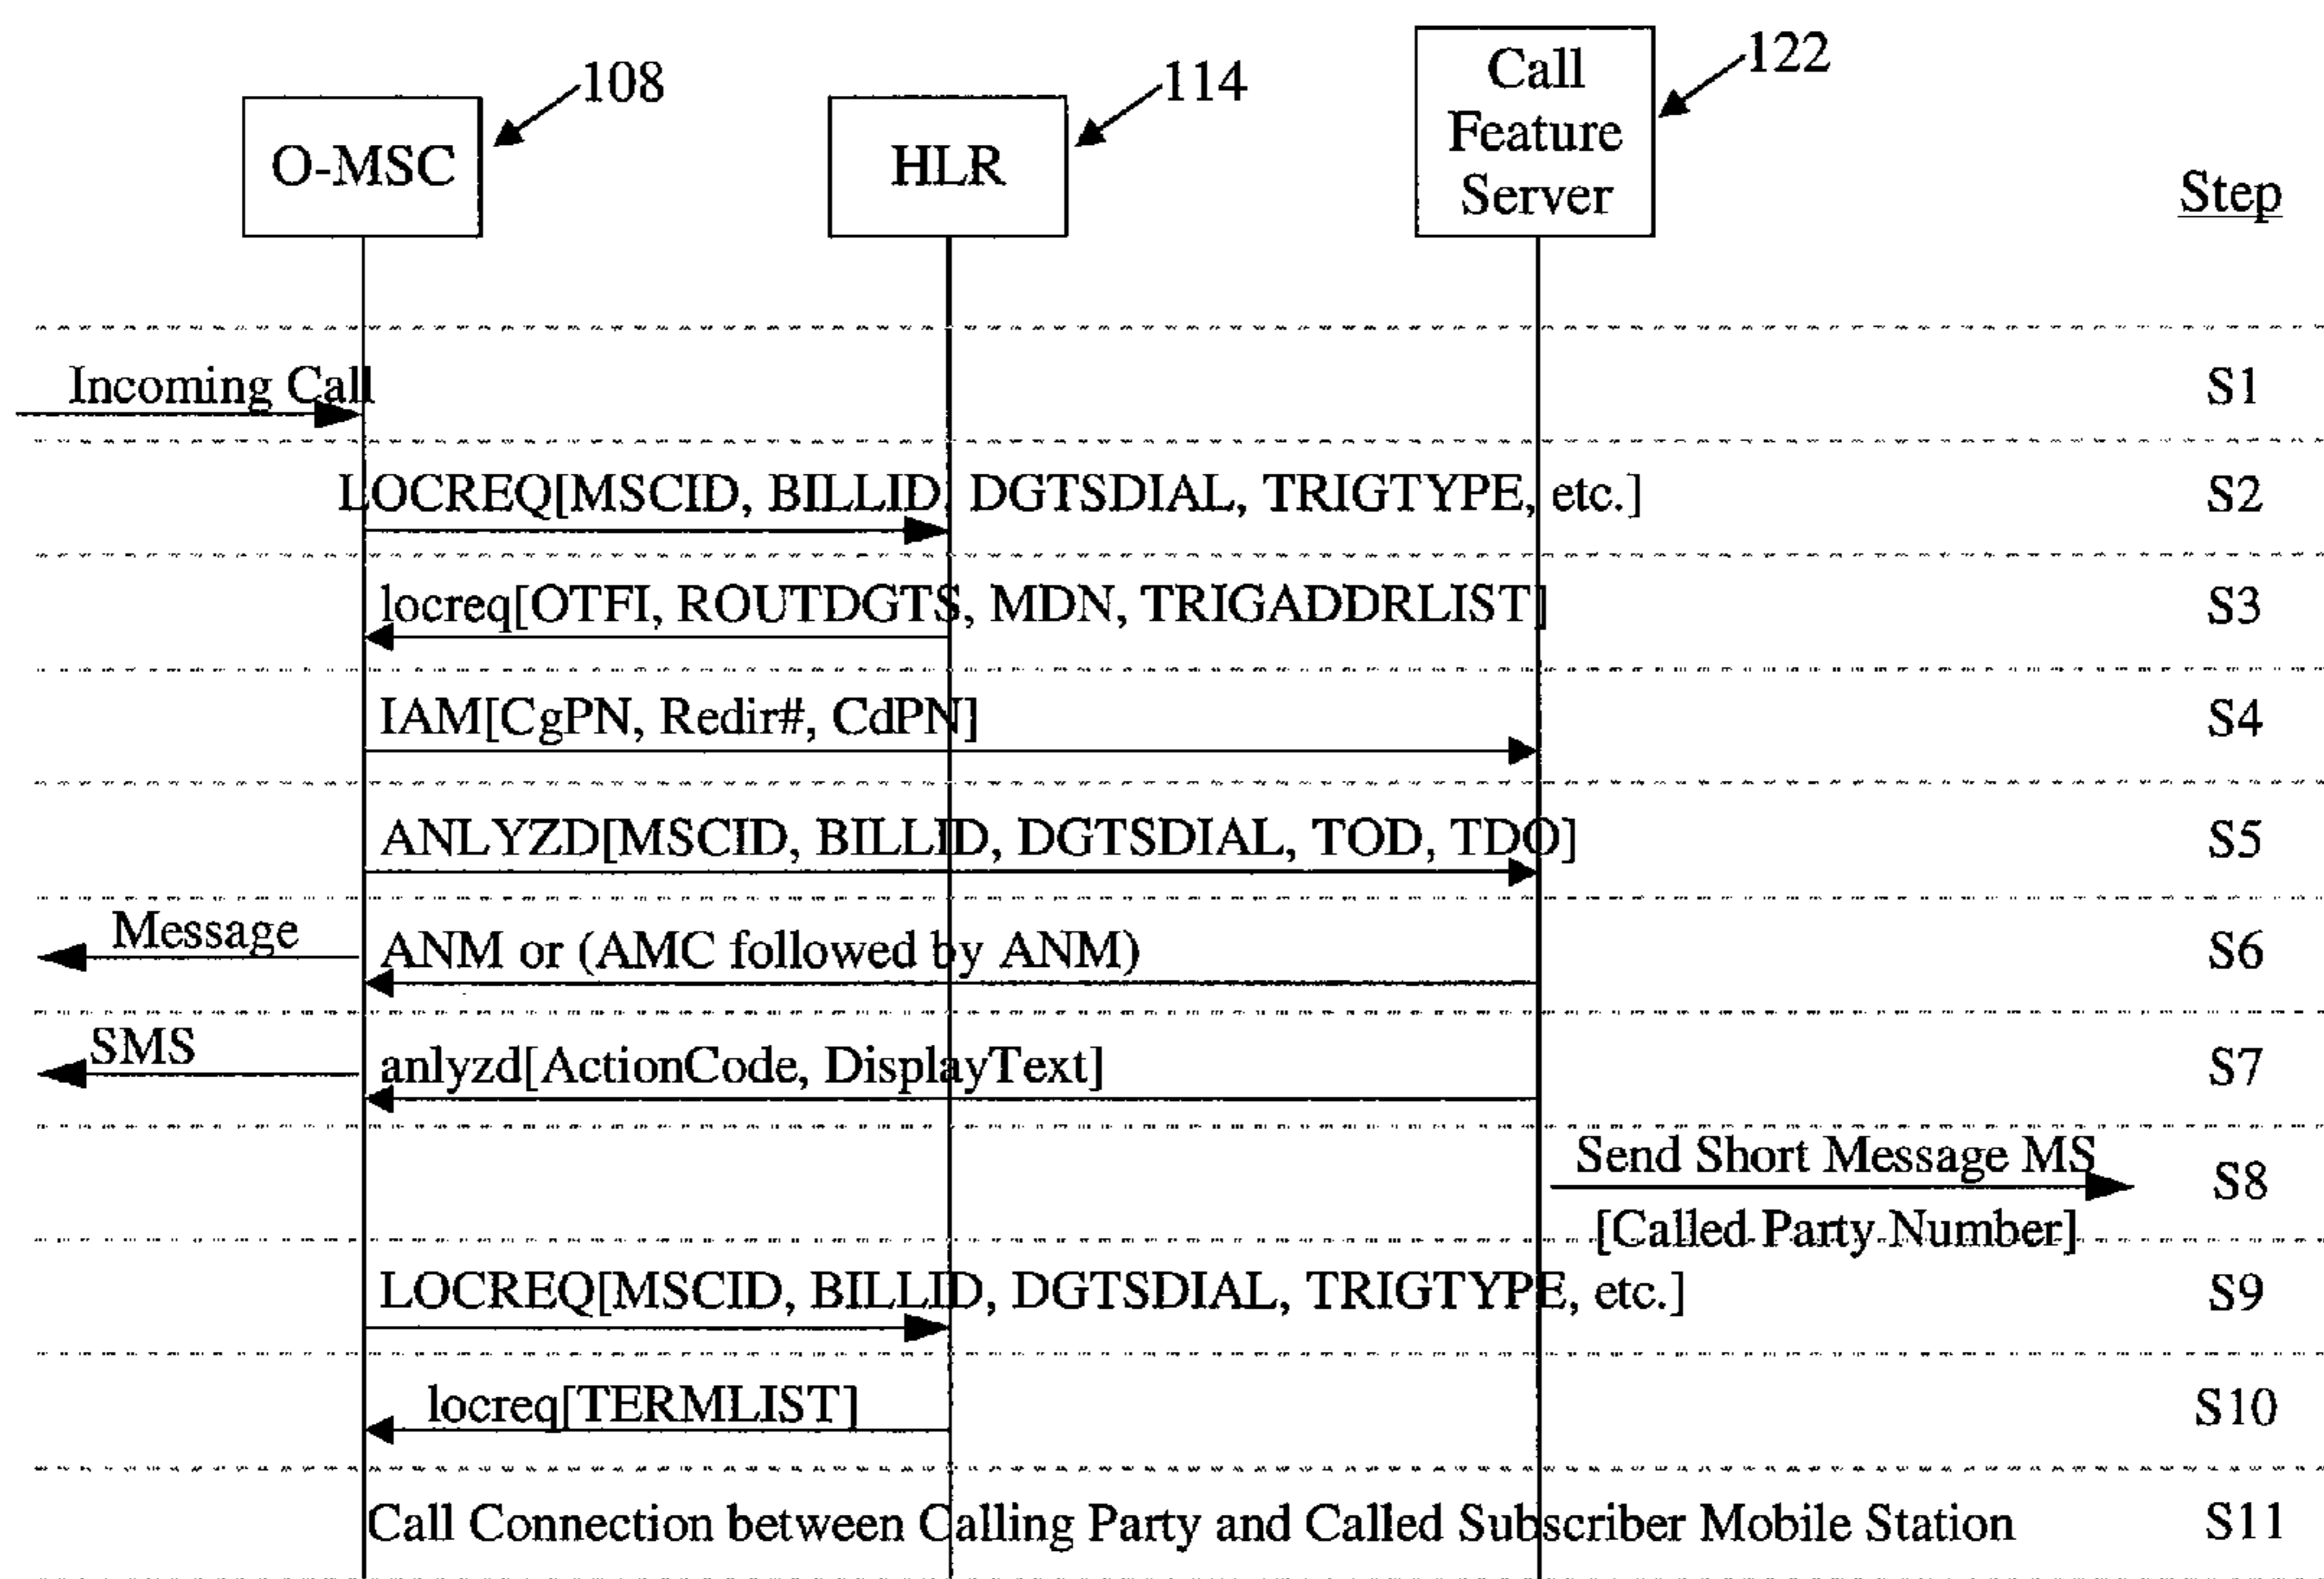 108
114
122
O-MSC
HLR
Call
Feature
Server
Step
Incoming Call
S1
LOCREQ[MSCID, BILLID, DGTSDIAL, TRIGTYPE, etc.]
S2
locreq[OTFI, ROUTDGTS, MDN, TRIGADDRLIST]
S3
IAM[CgPN, Redir#, CdPN]
S4
ANLYZD[MSCID, BILLID, DGTSDIAL, TOD, TDO]
S5
Message
ANM or (AMC followed by ANM)
S6
SMS
anlyzd[ActionCode, DisplayText]
S7
Send Short Message MS
[Called Party Number]
S8
LOCREQ[MSCID, BILLID, DGTSDIAL, TRIGTYPE, etc.]
S9
locreq[TERMLIST]
S10
Call Connection between Calling Party and Called Subscriber Mobile Station
S11